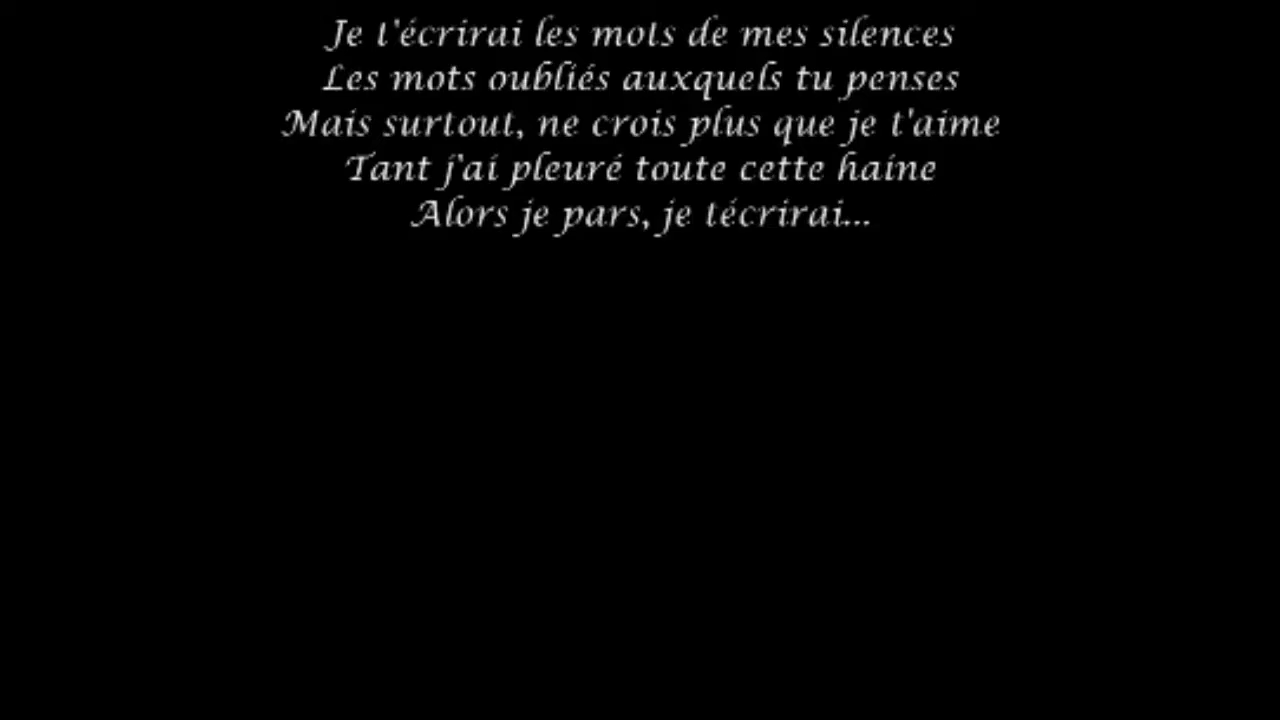 Je t'écrirai les mots de mes silences
Les mots oubliés auxquels tu penses
Mais surtout, ne crois plus que je t'aime
Tant j'ai pleuré toute cette haine
Alors je pars, je técrirai...